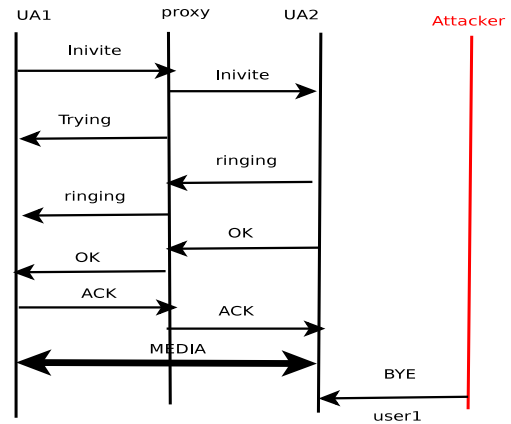 UA1
proxy
UA2
Attacker
Inivite
Inivite
Trying
ringing
ringing
OK
OK
ACK
ACK
MEDIA
BYE
user1